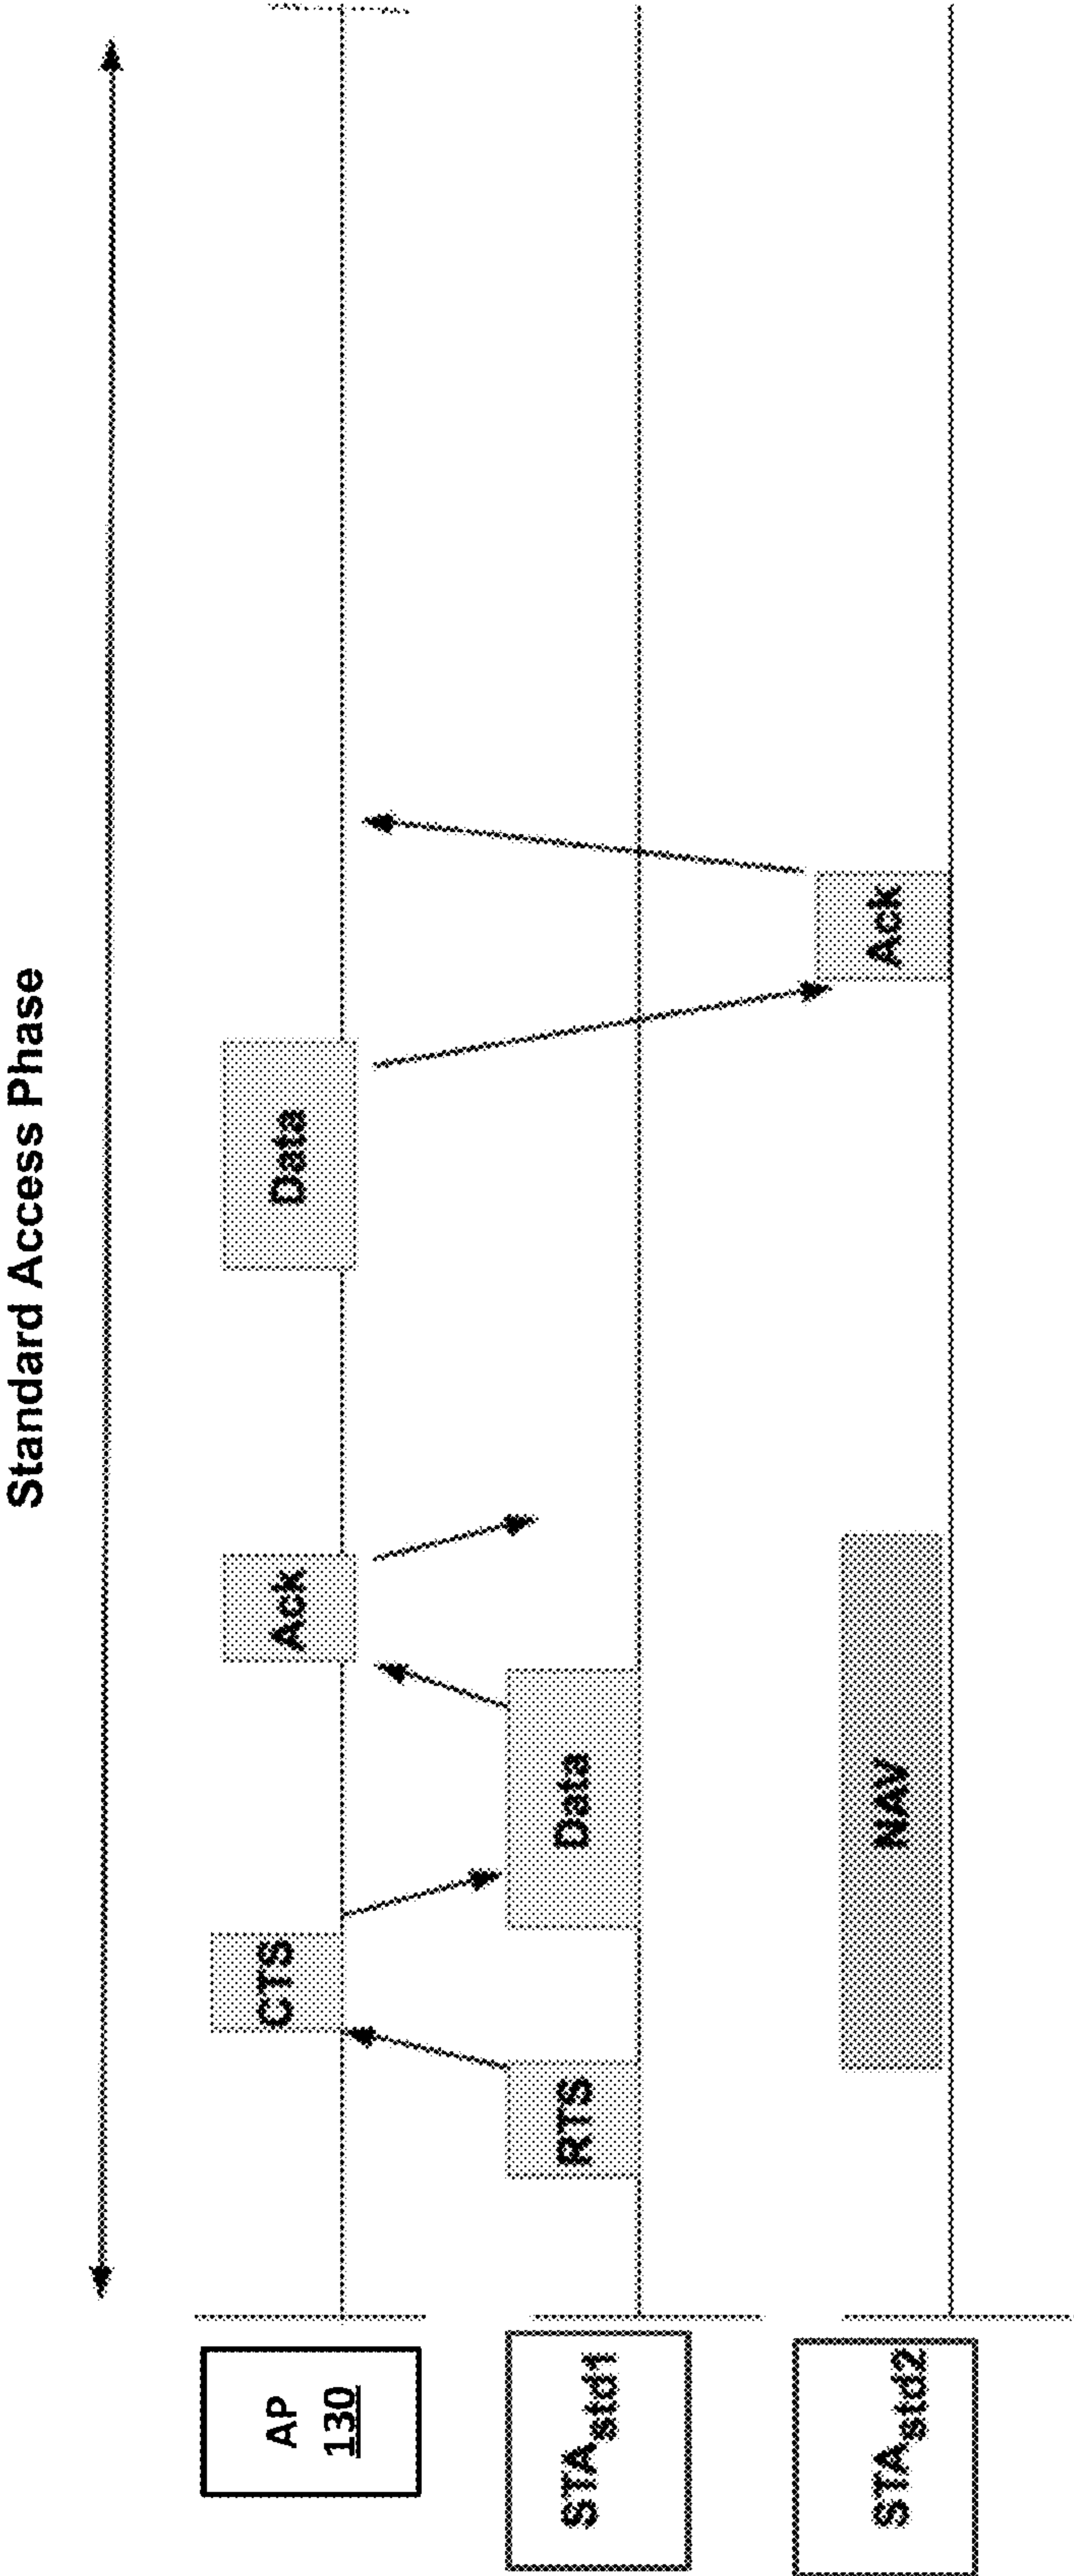 Standard Access Phase
AP
130
CTS
Ack
Data
STAstd1
RTS
Data
STAstd2
NAV
Ack